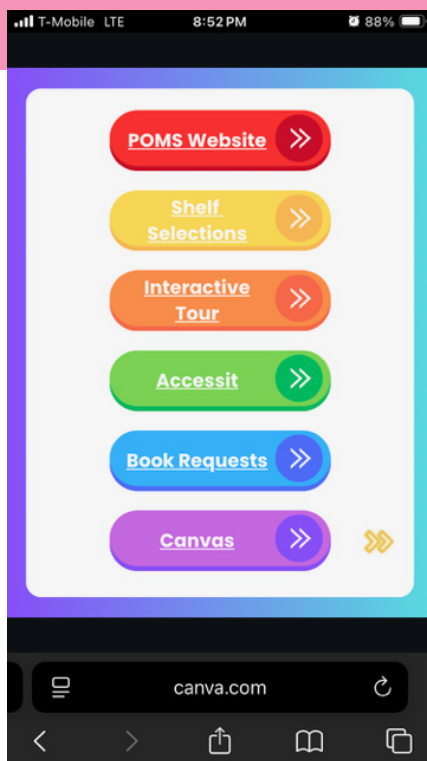 T-Mobile LTE 8:52 PM 88%
POMS Website
Shelf
Selections
Interactive
Tour
Accessit
Book Requests
Canvas
canva.com